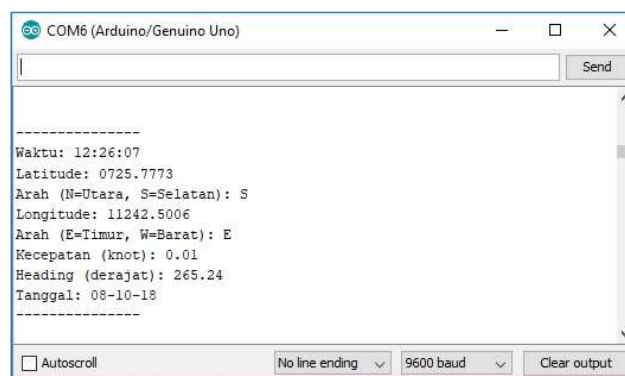 COM6 (Arduino/Genuino Uno)
Send
---------------
Waktu: 12:26:07
Latitude: 0725.7773
Arah (N=Utara, S=Selatan): S
Longitude: 11242.5006
Arah (E=Timur, W=Barat): E
Kecepatan (knot): 0.01
Heading (derajat): 265.24
Tanggal: 08-10-18
---------------
Autoscroll No line ending 9600 baud Clear output